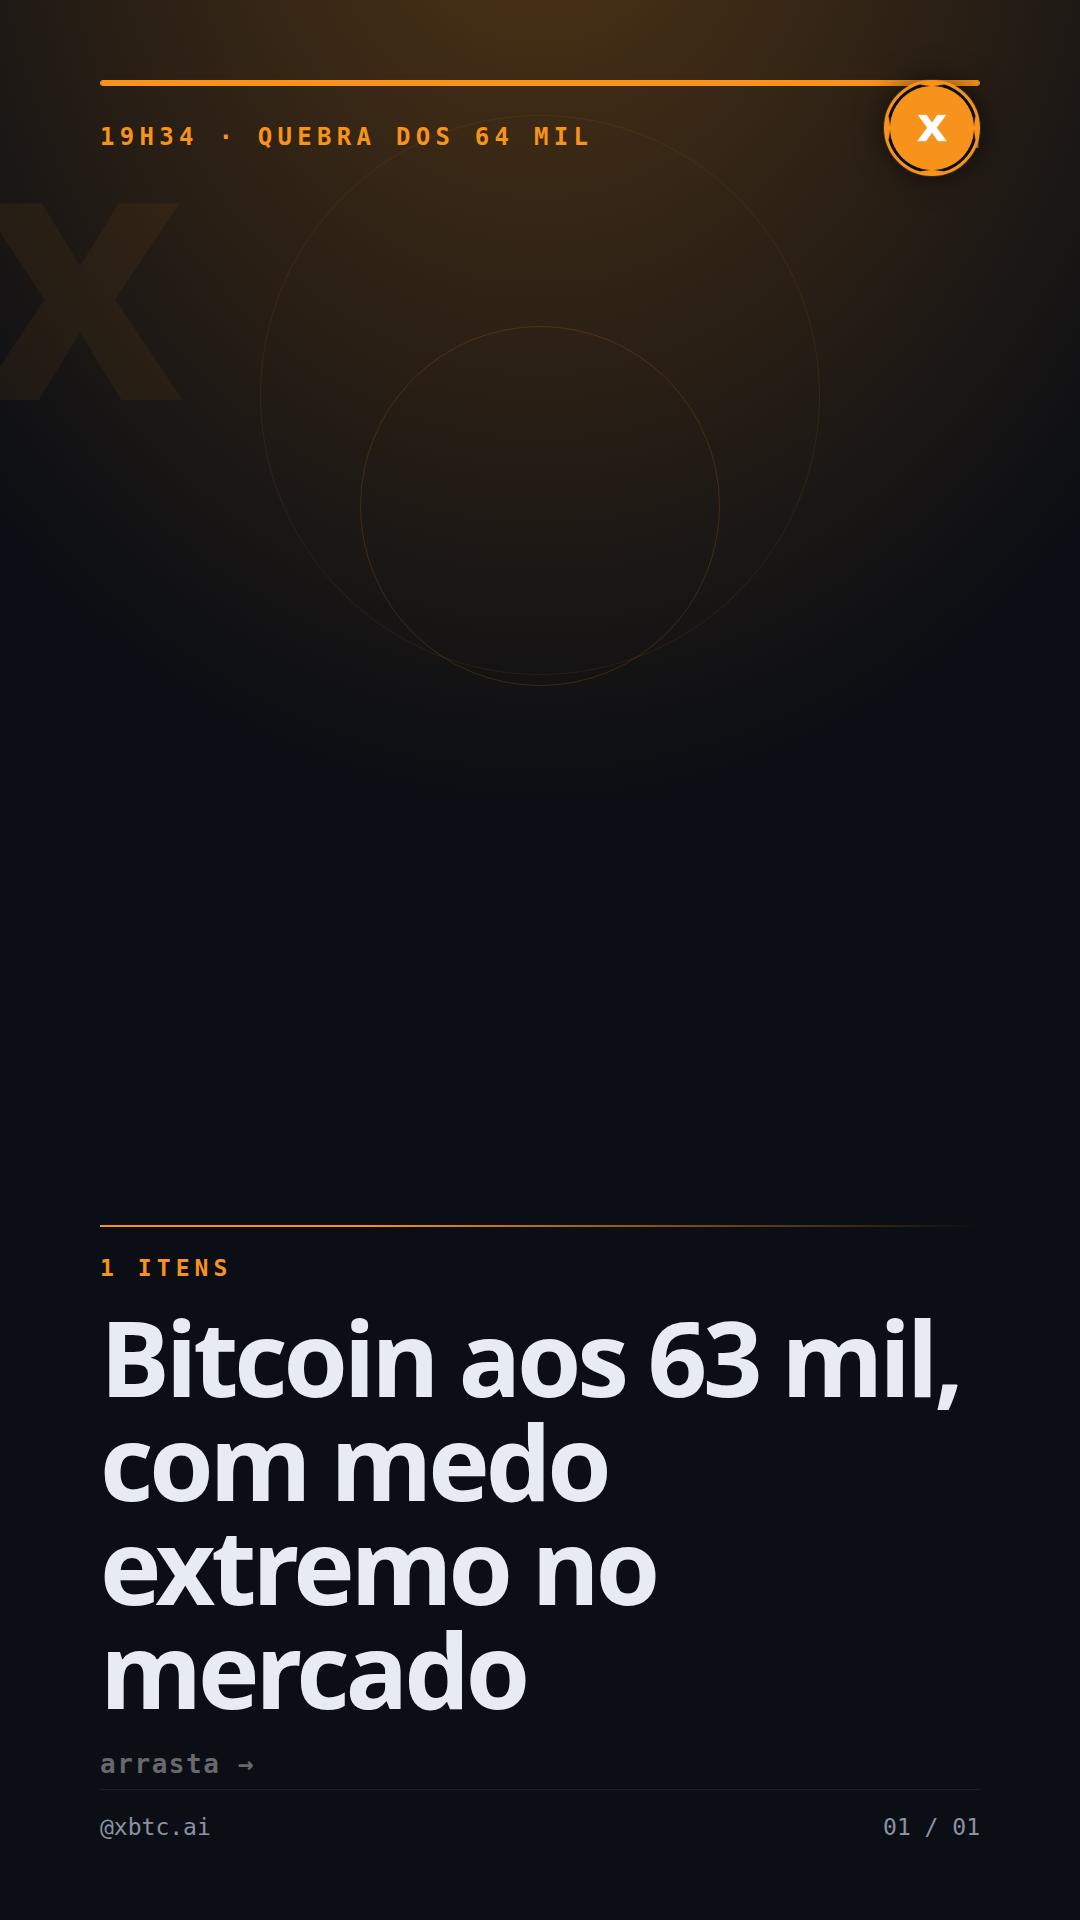 19H34 · QUEBRA DOS 64 MIL
x
x
1 ITENS
Bitcoin aos 63 mil,
com medo
extremo no
mercado
arrasta →
@xbtc.ai
01 / 01